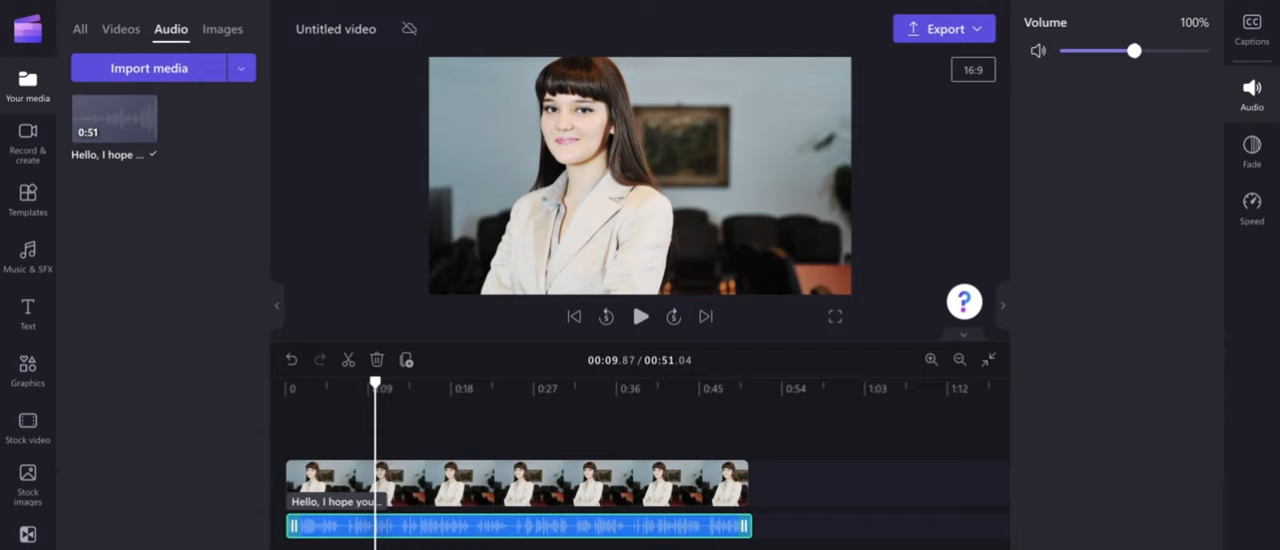 All Videos Audio Images
Import media
0:51
Hello, I hope ...
Your media
Record &
create
Templates
Music & SFX
Text
Graphics
Stock video
Stock
images
Untitled video
Export
16:9
?
00:09.87 / 00:51.04
0 0:09 0:18 0:27 0:36 0:45 0:54 1:03 1:12
Hello, I hope you...
Volume 100%
CC
Captions
Audio
Fade
Speed